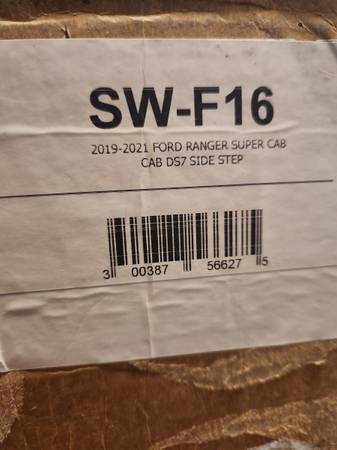 SW-F16
2019-2021 FORD RANGER SUPER CAB
CAB DS7 SIDE STEP
3 00387 56627 5